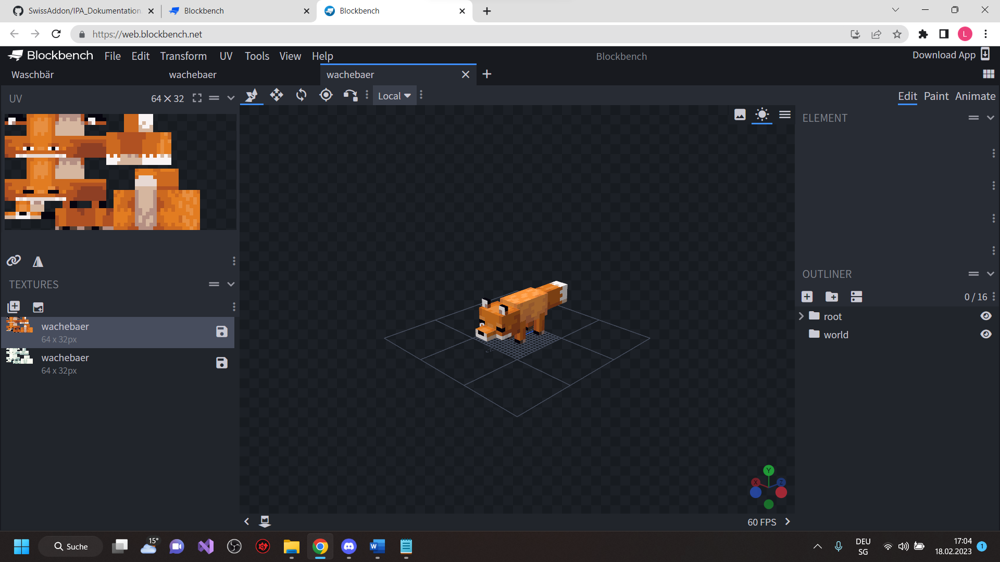 SwissAddon/IPA_Dokumentation
Blockbench
Blockbench
https://web.blockbench.net
L
Blockbench File Edit Transform UV Tools View Help
Blockbench
Download App
Waschbär
wachebaer
wachebaer
UV
64 × 32
Local
Edit Paint Animate
ELEMENT
TEXTURES
wachebaer
64 x 32px
wachebaer
64 x 32px
OUTLINER
0 / 16
root
world
Y
X
Z
60 FPS
15°
Suche
DEU
SG
17:04
18.02.2023
1